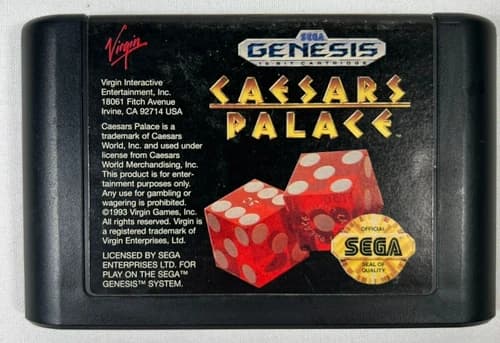 Virgin
SEGA
GENESIS
16-BIT CARTRIDGE
CAESARS
PALACE™
Virgin Interactive
Entertainment, Inc.
18061 Fitch Avenue
Irvine, CA 92714 USA
Caesars Palace is a
trademark of Caesars
World, Inc. and used under
license from Caesars
World Merchandising, Inc.
This product is for enter-
tainment purposes only.
Any use for gambling or
wagering is prohibited.
©1993 Virgin Games, Inc.
All rights reserved. Virgin is
a registered trademark of
Virgin Enterprises, Ltd.
LICENSED BY SEGA
ENTERPRISES LTD. FOR
PLAY ON THE SEGA™
GENESIS™ SYSTEM.
OFFICIAL
SEGA
SEAL OF
QUALITY